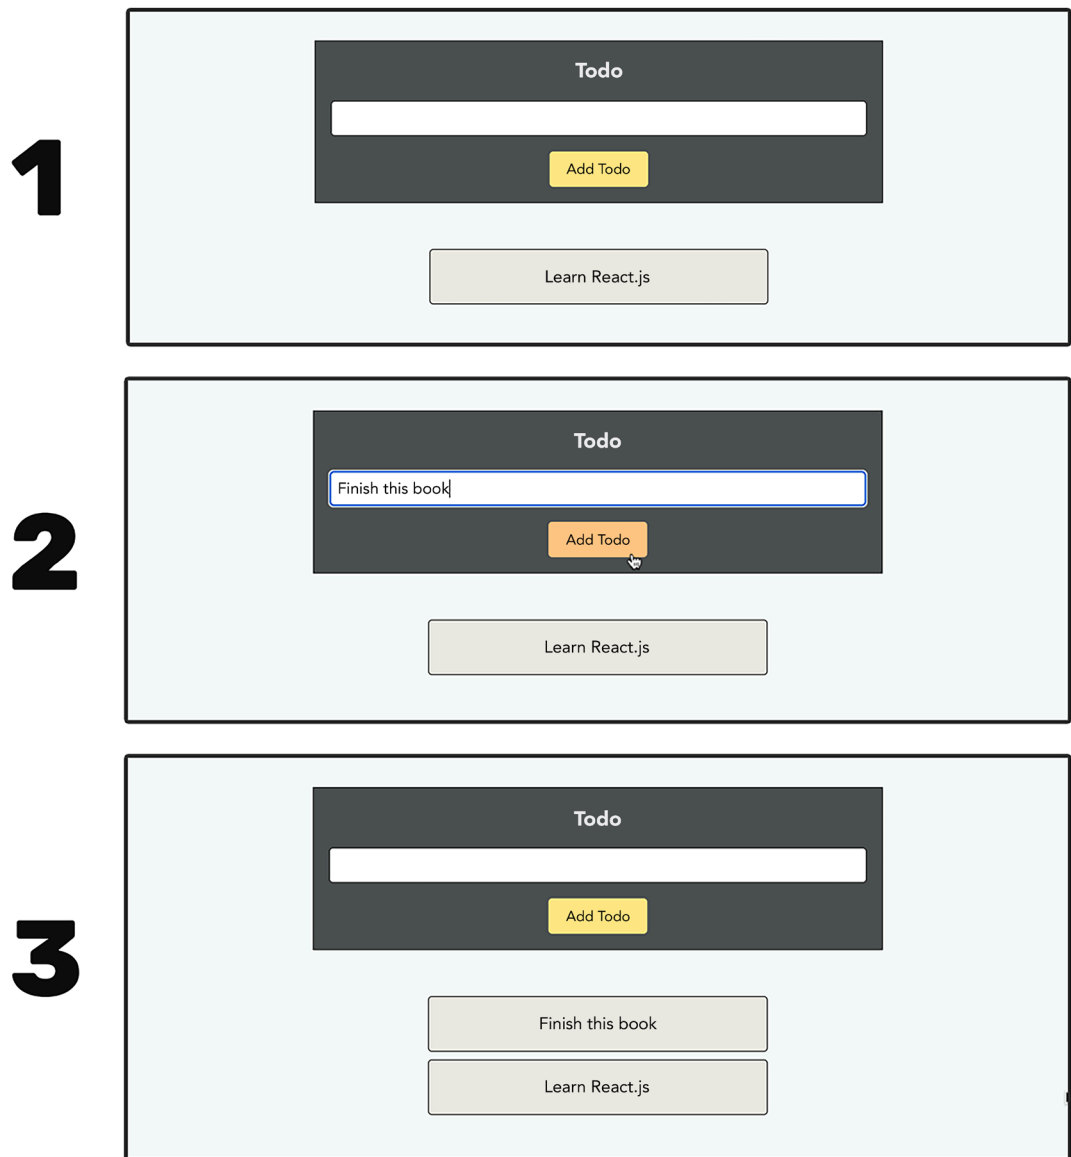 1
Todo
Add Todo
Learn React.js
2
Todo
Finish this book
Add Todo
Learn React.js
3
Todo
Add Todo
Finish this book
Learn React.js